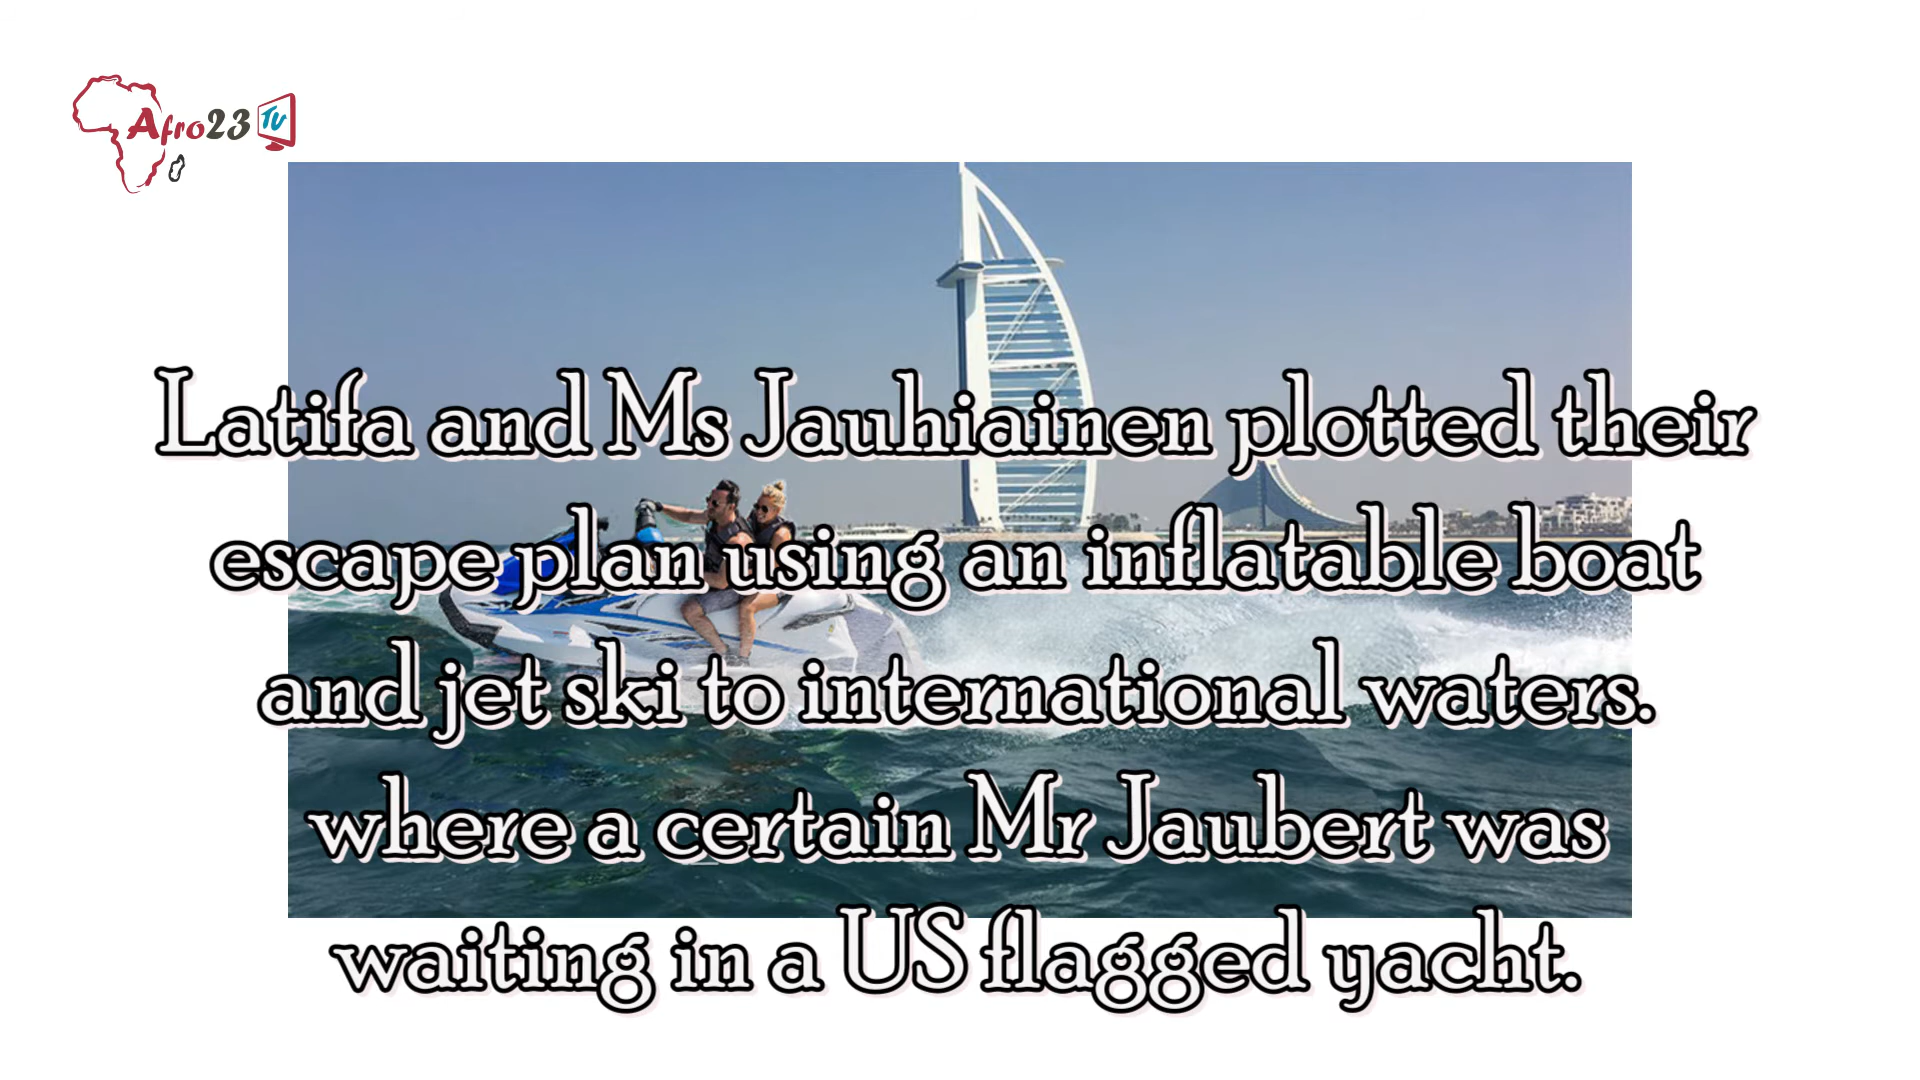 Afro23 TV
Latifa and Ms Jauhiainen plotted their
escape plan using an inflatable boat
and jet ski to international waters.
where a certain Mr Jaubert was
waiting in a US flagged yacht.